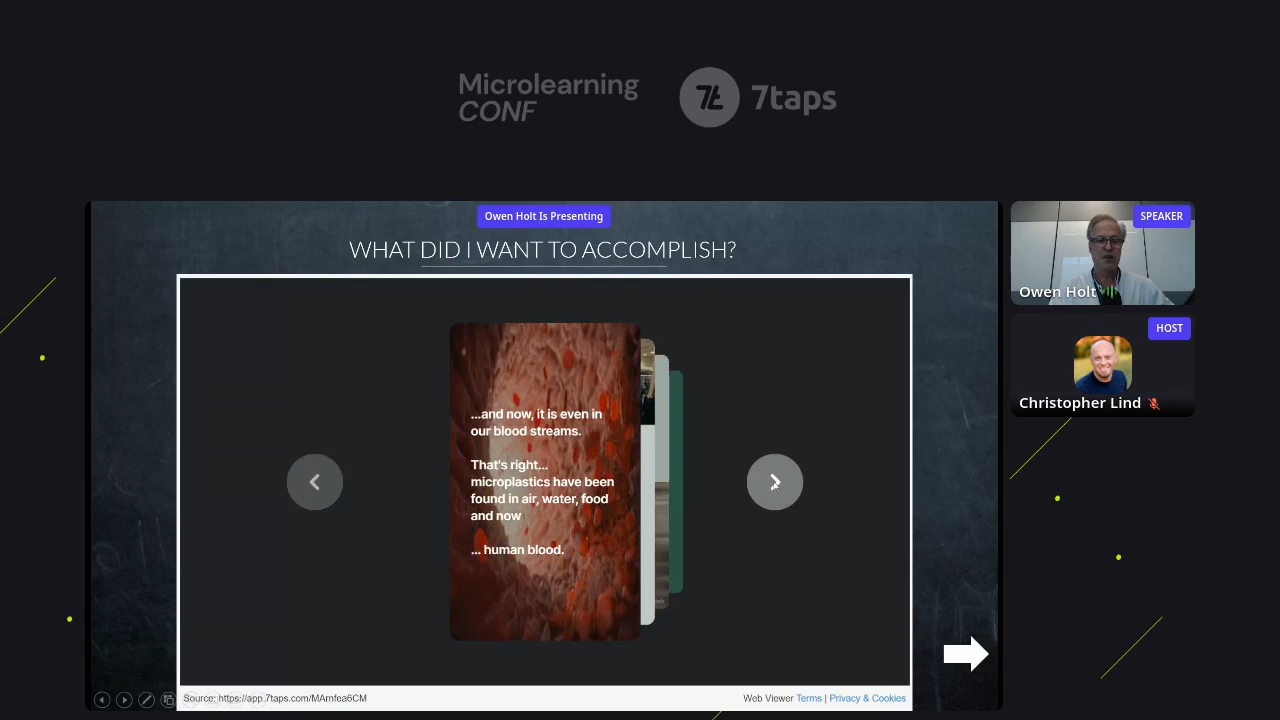 Microlearning
CONF
7taps
Owen Holt Is Presenting
WHAT DID I WANT TO ACCOMPLISH?
...and now, it is even in
our blood streams.
That's right...
microplastics have been
found in air, water, food
and now
... human blood.
Source: https://app.7taps.com/MAmfea6CM
Web Viewer Terms | Privacy & Cookies
SPEAKER
Owen Holt
HOST
Christopher Lind